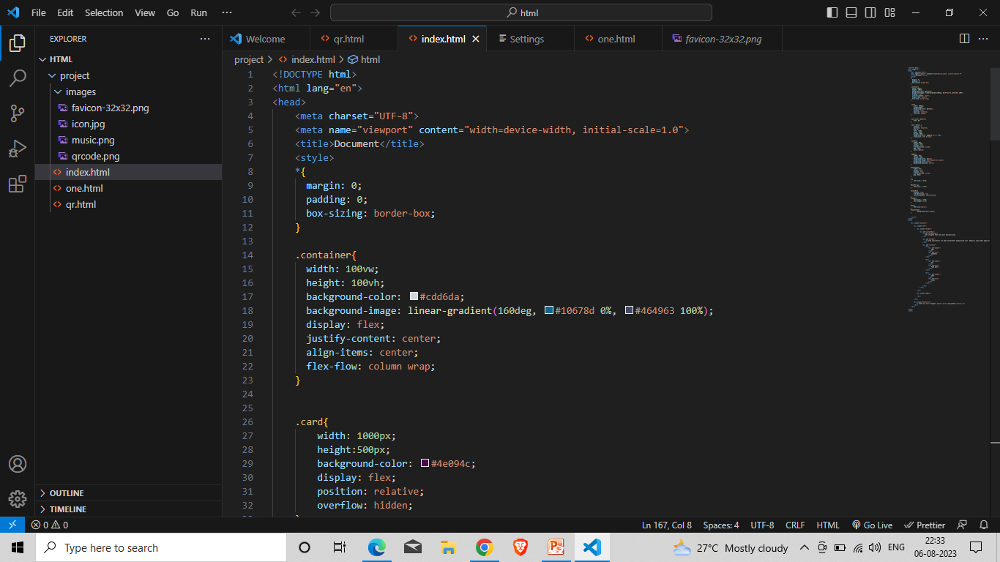 File Edit Selection View Go Run ··· html
EXPLORER ···
HTML
project
images
favicon-32x32.png
icon.jpg
music.png
qrcode.png
index.html
one.html
qr.html
OUTLINE
TIMELINE
Welcome qr.html index.html Settings one.html favicon-32x32.png
project > index.html > html
1 <!DOCTYPE html>
2 <html lang="en">
3 <head>
4 <meta charset="UTF-8">
5 <meta name="viewport" content="width=device-width, initial-scale=1.0">
6 <title>Document</title>
7 <style>
8 *{
9 margin: 0;
10 padding: 0;
11 box-sizing: border-box;
12 }
13
14 .container{
15 width: 100vw;
16 height: 100vh;
17 background-color: #cdd6da;
18 background-image: linear-gradient(160deg, #10678d 0%, #464963 100%);
19 display: flex;
20 justify-content: center;
21 align-items: center;
22 flex-flow: column wrap;
23 }
24
25
26 .card{
27 width: 1000px;
28 height:500px;
29 background-color: #4e094c;
30 display: flex;
31 position: relative;
32 overflow: hidden;
0 0 Ln 167, Col 8 Spaces: 4 UTF-8 CRLF HTML Go Live Prettier
Type here to search 27°C Mostly cloudy ENG 22:33
06-08-2023